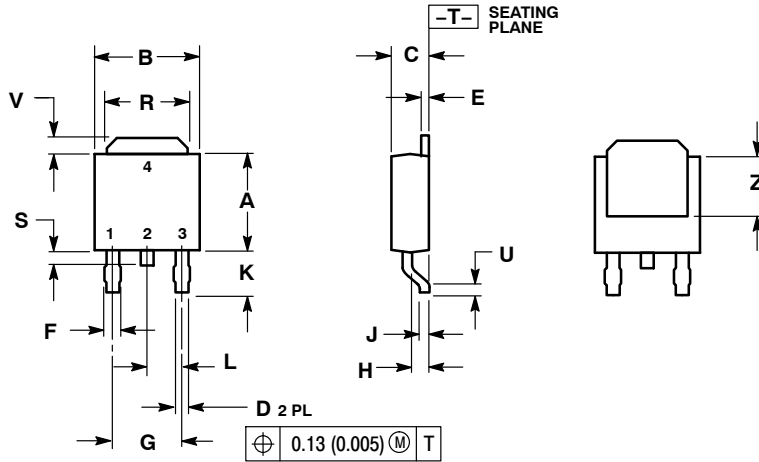 –T– SEATING
PLANE
B
C
V
R
E
4
Z
A
S
1 2 3
U
K
F
J
L
H
D 2 PL
G
⌖ 0.13 (0.005) Ⓜ T